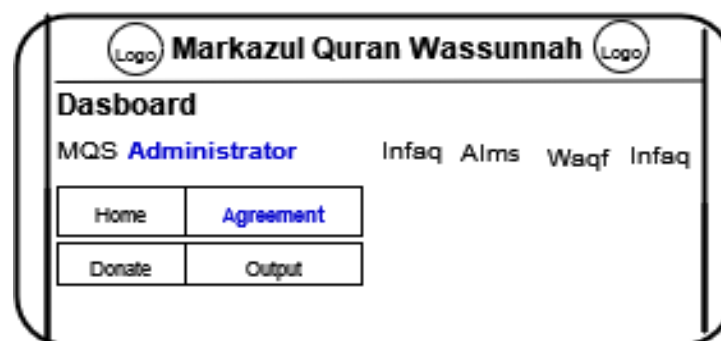 Logo Markazul Quran Wassunnah Logo
Dasboard
MQS Administrator Infaq Alms Waqf Infaq
Home Agreement
Donate Output